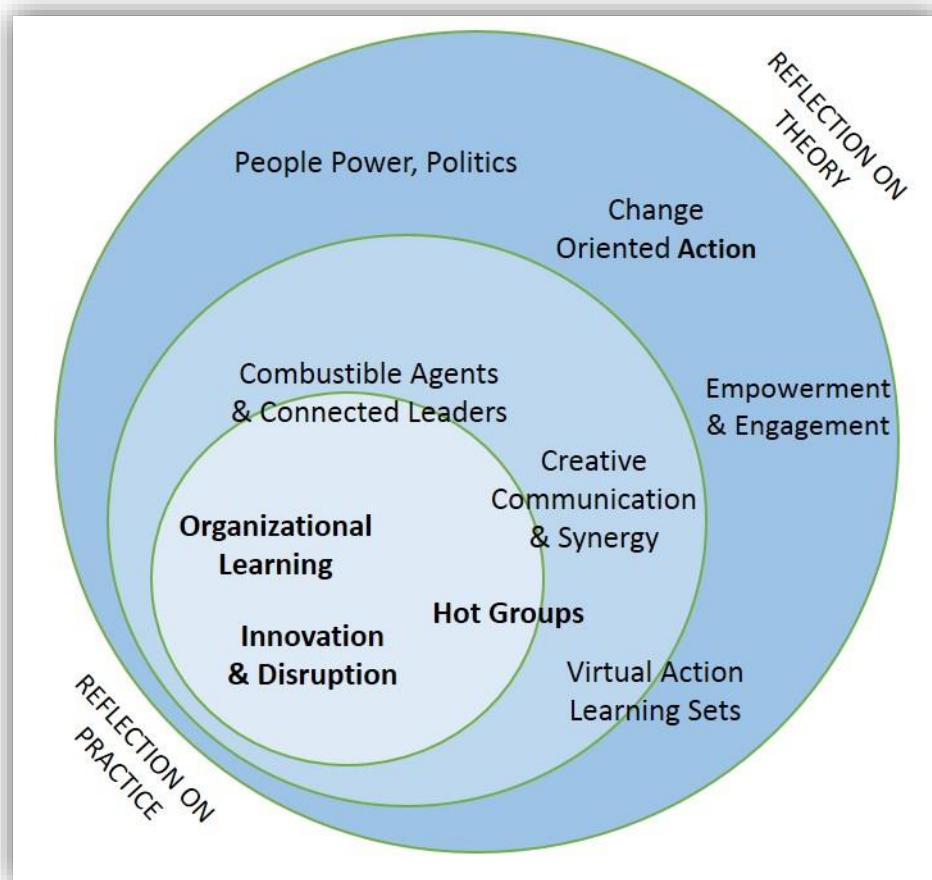 REFLECTION ON
THEORY
People Power, Politics
Change
Oriented Action
Combustible Agents
& Connected Leaders
Empowerment
& Engagement
Creative
Communication
& Synergy
Organizational
Learning
Hot Groups
Innovation
& Disruption
Virtual Action
Learning Sets
REFLECTION ON
PRACTICE